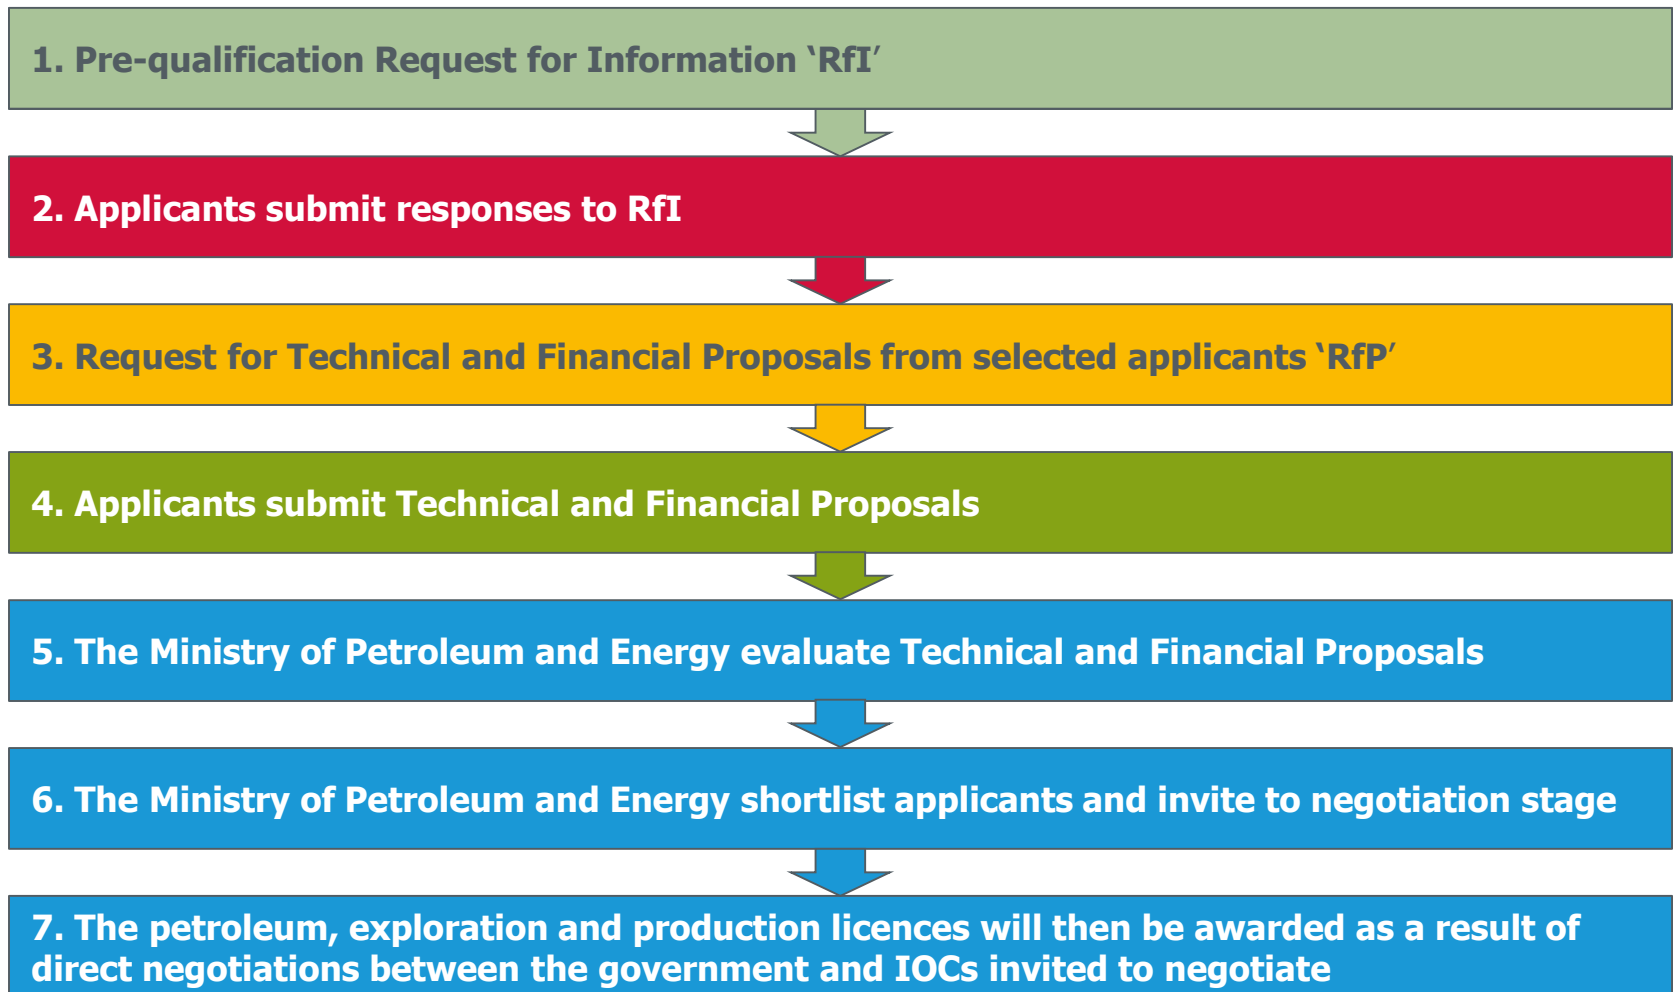 1. Pre-qualification Request for Information ‘RfI’
2. Applicants submit responses to RfI
3. Request for Technical and Financial Proposals from selected applicants ‘RfP’
4. Applicants submit Technical and Financial Proposals
5. The Ministry of Petroleum and Energy evaluate Technical and Financial Proposals
6. The Ministry of Petroleum and Energy shortlist applicants and invite to negotiation stage
7. The petroleum, exploration and production licences will then be awarded as a result of
direct negotiations between the government and IOCs invited to negotiate